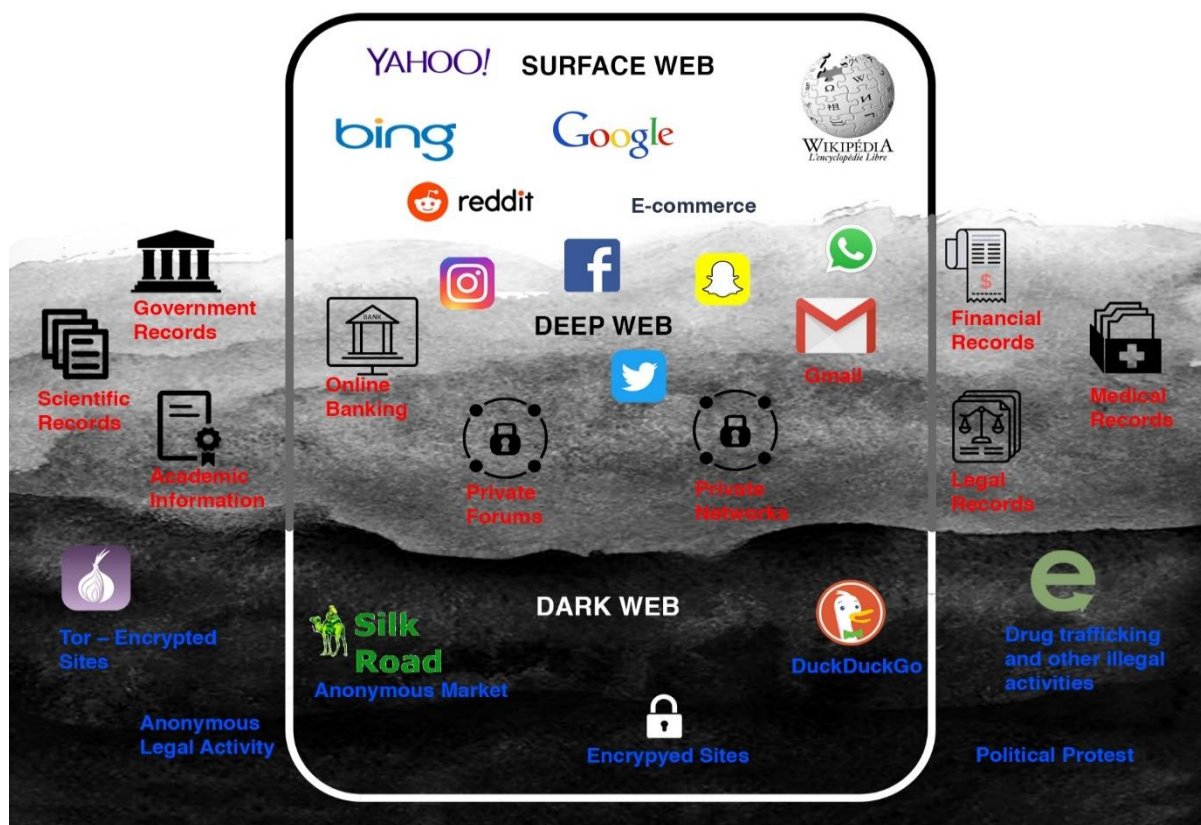 YAHOO!
SURFACE WEB
bing
Google
WIKIPÉDIA
L'encyclopédie Libre
reddit
E-commerce
Government
Records
Scientific
Records
Academic
Information
BANK
Online
Banking
DEEP WEB
Gmail
Private
Forums
Private
Networks
$
Financial
Records
Medical
Records
Legal
Records
Tor – Encrypted
Sites
Anonymous
Legal Activity
DARK WEB
Silk
Road
Anonymous Market
DuckDuckGo
Encrypyed Sites
e
Drug trafficking
and other illegal
activities
Political Protest